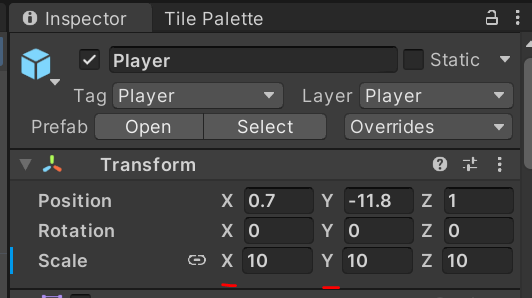 Inspector Tile Palette
Player Static
Tag Player Layer Player
Prefab Open Select Overrides
Transform
Position X 0.7 Y -11.8 Z 1
Rotation X 0 Y 0 Z 0
Scale X 10 Y 10 Z 10